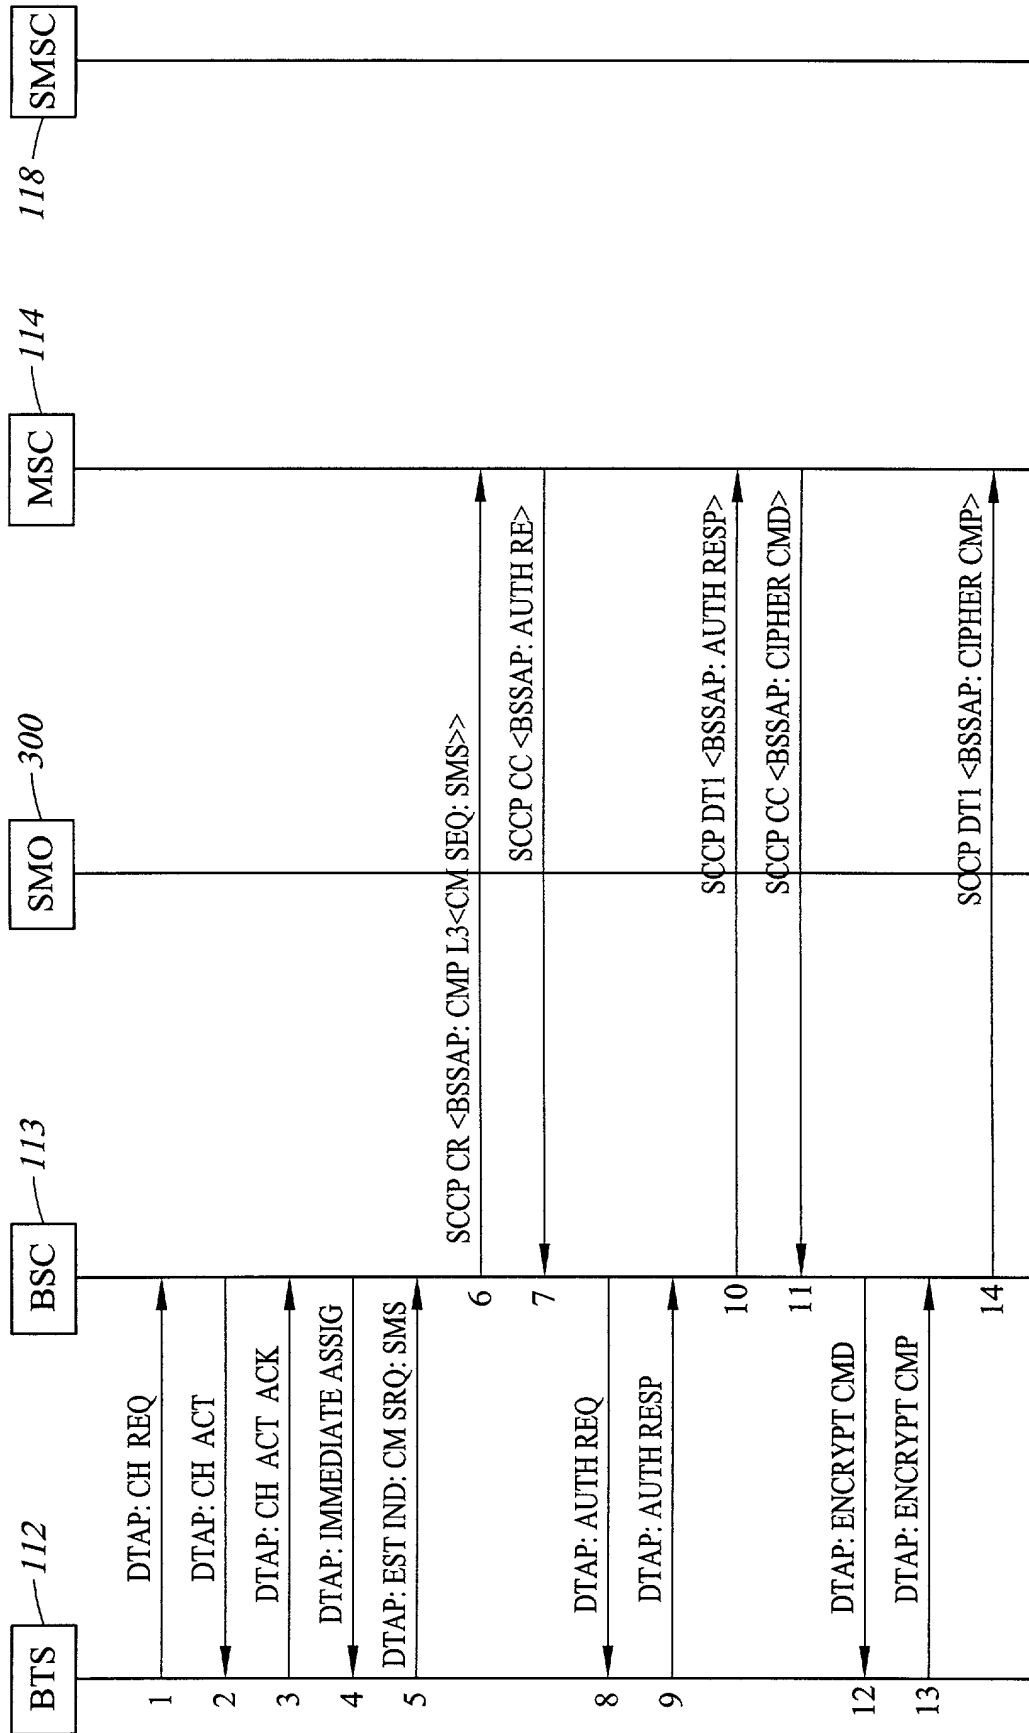 BTS
112
BSC
113
SMO
300
MSC
114
SMSC
118
1
DTAP: CH REQ
2
DTAP: CH ACT
3
DTAP: CH ACT ACK
4
DTAP: IMMEDIATE ASSIG
5
DTAP: EST IND: CM SRQ: SMS
6
SCCP CR <BSSAP: CMP L3<CM SEQ: SMS>>
7
SCCP CC <BSSAP: AUTH RE>
8
DTAP: AUTH REQ
9
DTAP: AUTH RESP
10
SCCP DT1 <BSSAP: AUTH RESP>
11
SCCP CC <BSSAP: CIPHER CMD>
12
DTAP: ENCRYPT CMD
13
DTAP: ENCRYPT CMP
14
SCCP DT1 <BSSAP: CIPHER CMP>